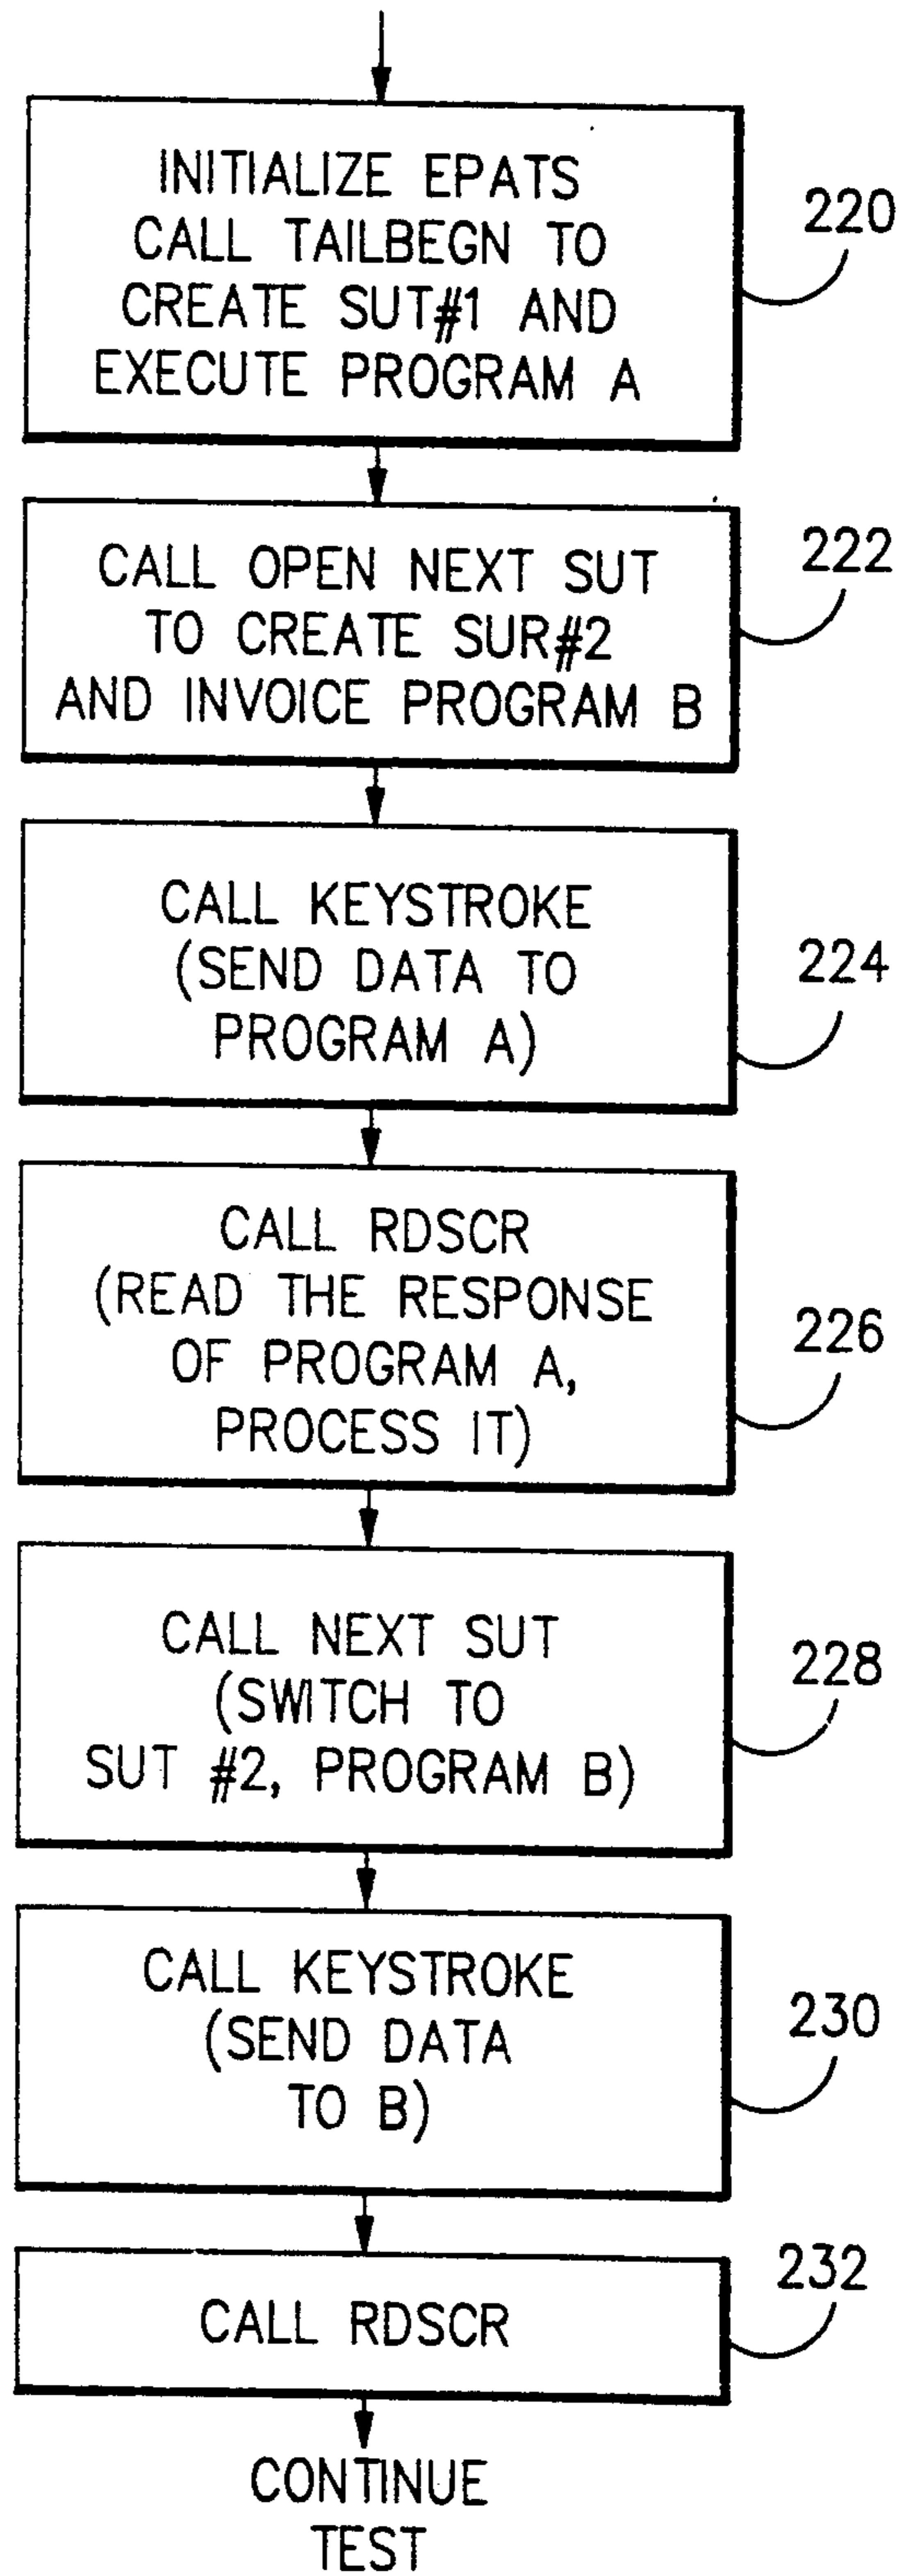 INITIALIZE EPATS
CALL TAILBEGN TO
CREATE SUT#1 AND
EXECUTE PROGRAM A
220
CALL OPEN NEXT SUT
TO CREATE SUR#2
AND INVOICE PROGRAM B
222
CALL KEYSTROKE
(SEND DATA TO
PROGRAM A)
224
CALL RDSCR
(READ THE RESPONSE
OF PROGRAM A,
PROCESS IT)
226
CALL NEXT SUT
(SWITCH TO
SUT #2, PROGRAM B)
228
CALL KEYSTROKE
(SEND DATA
TO B)
230
CALL RDSCR
232
CONTINUE
TEST